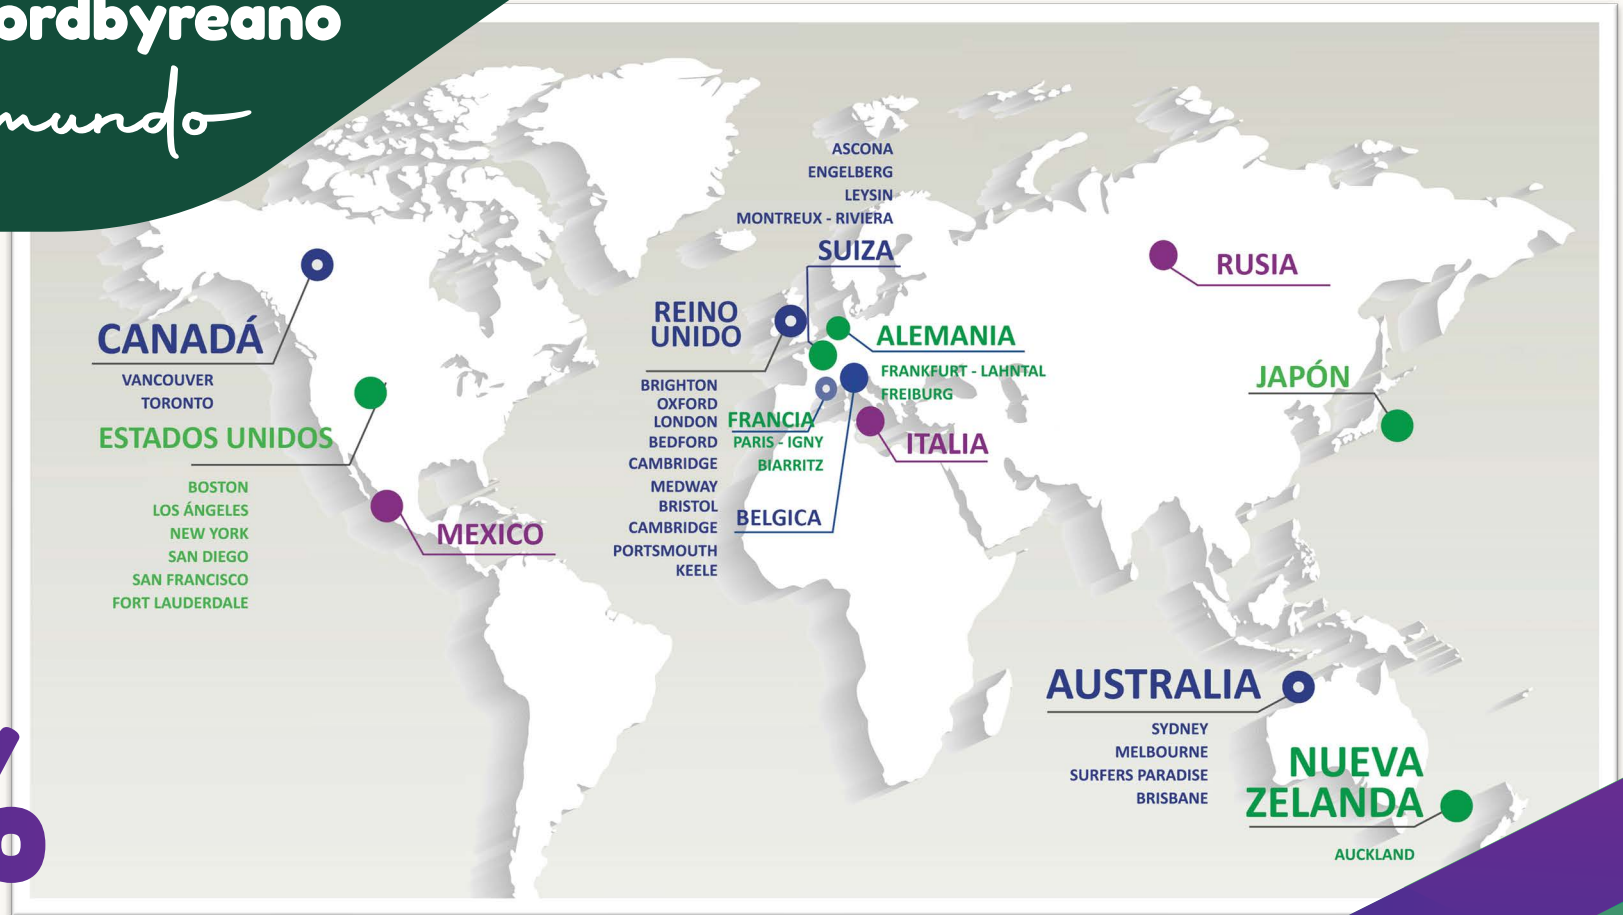 ordbyreano
mundo
ASCONA
ENGELBERG
LEYSIN
MONTREUX - RIVIERA
SUIZA
CANADÁ
VANCOUVER
TORONTO
ESTADOS UNIDOS
BOSTON
LOS ÁNGELES
NEW YORK
SAN DIEGO
SAN FRANCISCO
FORT LAUDERDALE
MEXICO
REINO
UNIDO
BRIGHTON
OXFORD
LONDON
BEDFORD
CAMBRIDGE
MEDWAY
BRISTOL
CAMBRIDGE
PORTSMOUTH
KEELE
FRANCIA
PARIS - IGNY
BIARRITZ
BELGICA
ALEMANIA
FRANKFURT - LAHNTAL
FREIBURG
ITALIA
RUSIA
JAPÓN
AUSTRALIA
SYDNEY
MELBOURNE
SURFERS PARADISE
BRISBANE
NUEVA
ZELANDA
AUCKLAND